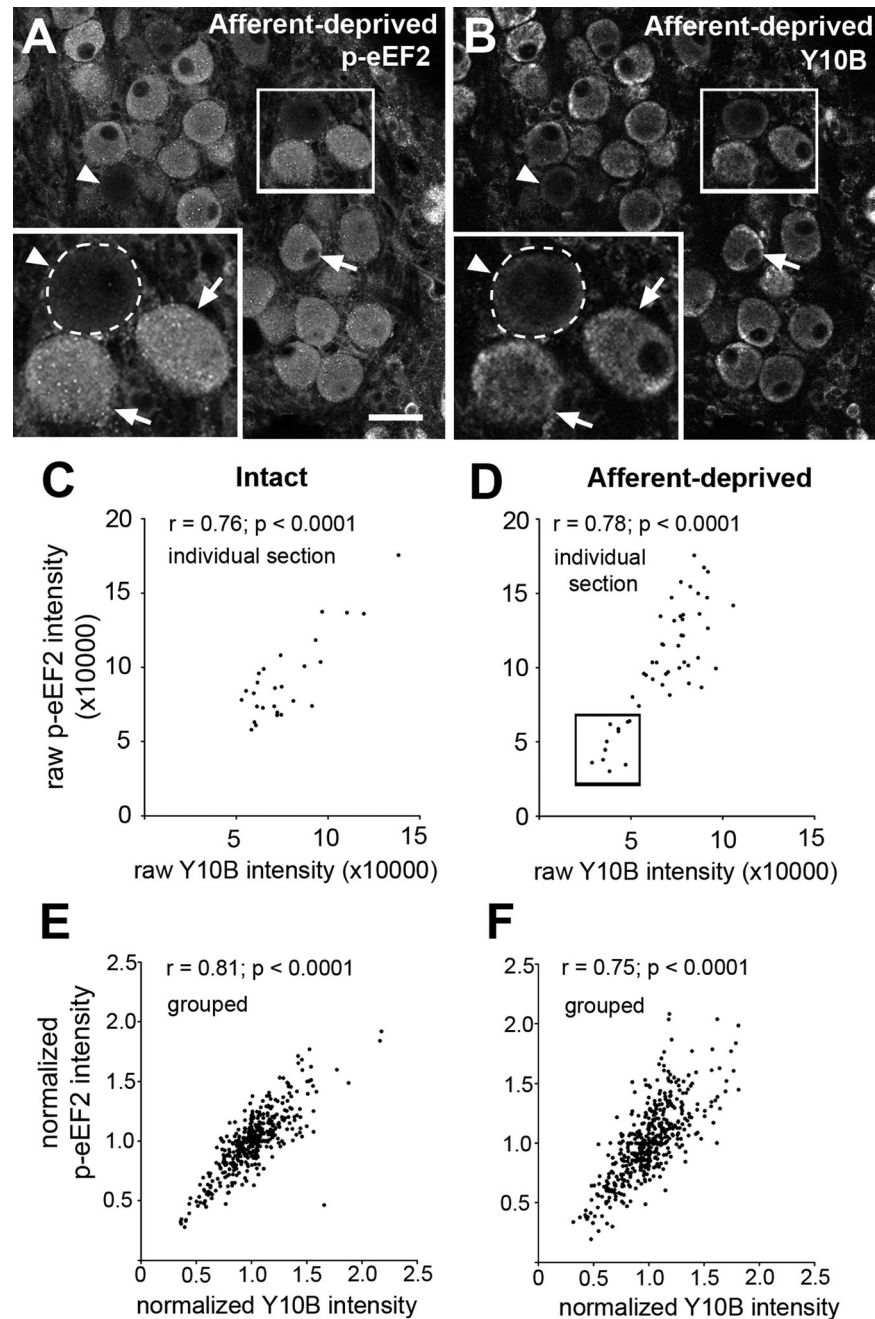 A
Afferent-deprived
p-eEF2
B
Afferent-deprived
Y10B
C
Intact
r = 0.76; p < 0.0001
individual section
raw p-eEF2 intensity
(x10000)
20
15
10
5
0
5
10
15
raw Y10B intensity (x10000)
D
Afferent-deprived
r = 0.78; p < 0.0001
individual
section
20
15
10
5
0
5
10
15
raw Y10B intensity (x10000)
E
r = 0.81; p < 0.0001
grouped
normalized
p-eEF2 intensity
2.5
2.0
1.5
1.0
0.5
0
0.5
1.0
1.5
2.0
2.5
normalized Y10B intensity
F
r = 0.75; p < 0.0001
grouped
2.5
2.0
1.5
1.0
0.5
0
0.5
1.0
1.5
2.0
2.5
normalized Y10B intensity